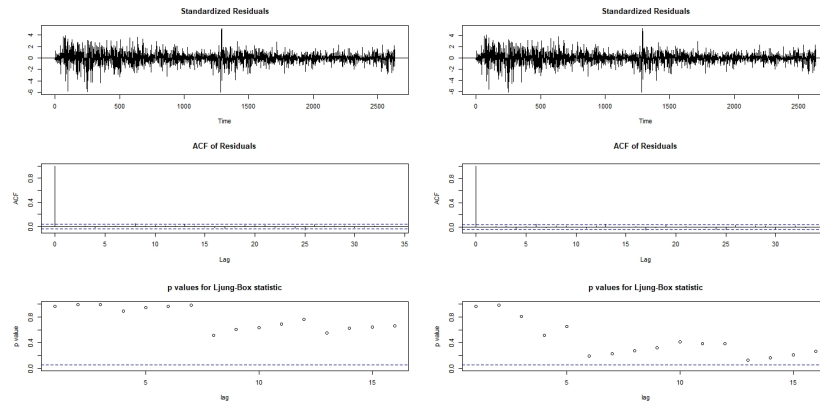 Standardized Residuals
-6 -4 -2 0 2 4
0 500 1000 1500 2000 2500
Time
ACF of Residuals
ACF
0.0 0.4 0.8
0 5 10 15 20 25 30 35
Lag
p values for Ljung-Box statistic
p value
0.0 0.4 0.8
5 10 15
lag
Standardized Residuals
-6 -4 -2 0 2 4
0 500 1000 1500 2000 2500
Time
ACF of Residuals
ACF
0.0 0.4 0.8
0 5 10 15 20 25 30
Lag
p values for Ljung-Box statistic
p value
0.0 0.4 0.8
5 10 15
lag